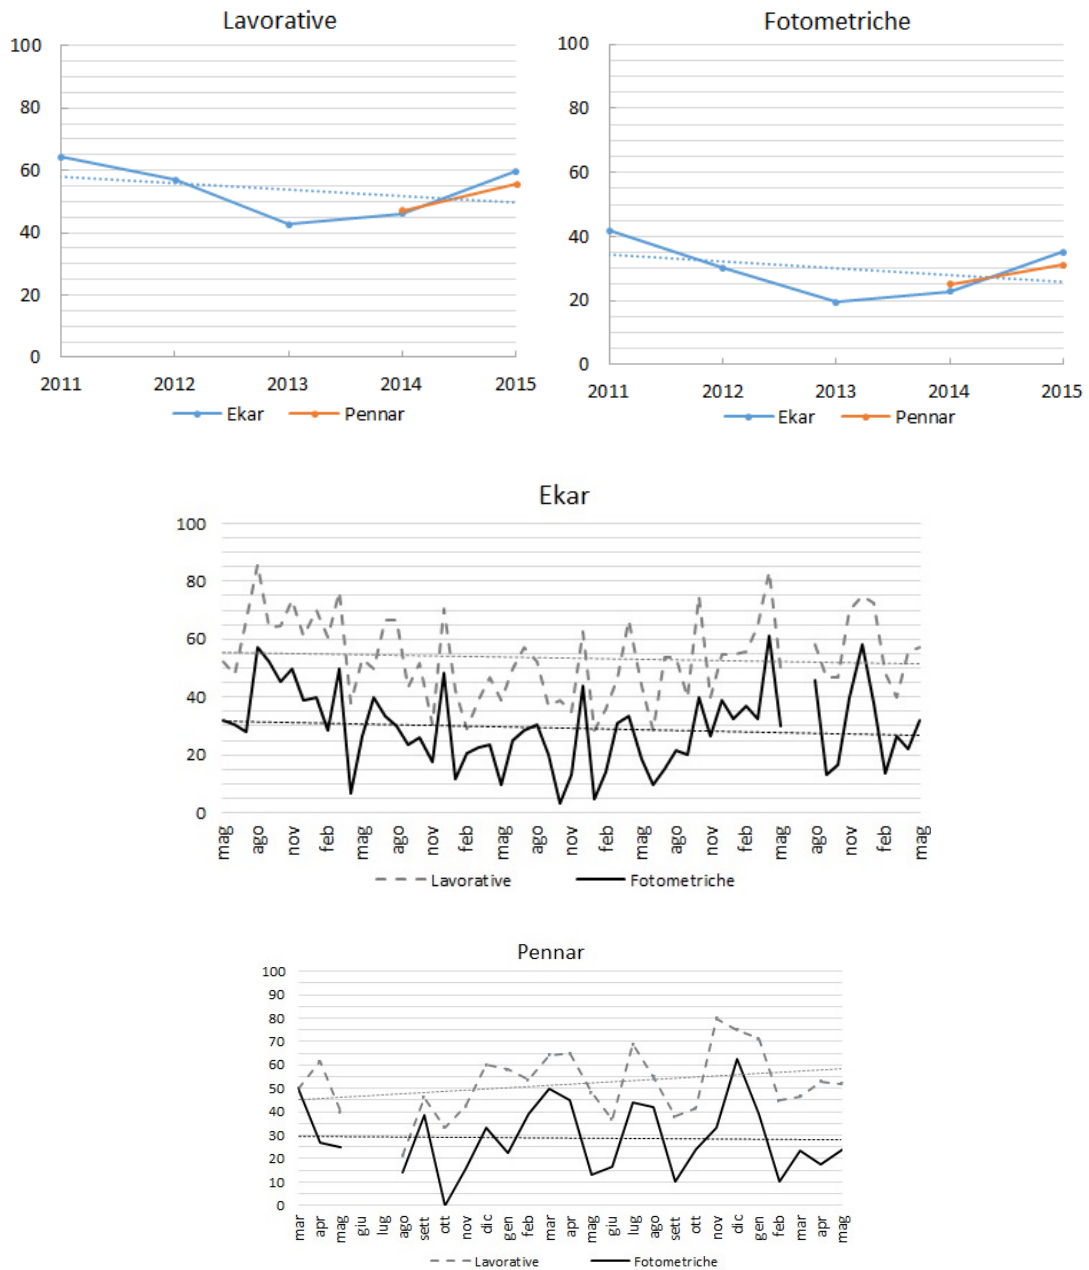 Lavorative
100
80
60
40
20
0
2011 2012 2013 2014 2015
Ekar Pennar
Fotometriche
100
80
60
40
20
0
2011 2012 2013 2014 2015
Ekar Pennar
Ekar
100
80
60
40
20
0
mag ago nov feb mag ago nov feb mag ago nov feb mag ago nov feb mag ago nov feb mag
Lavorative Fotometriche
Pennar
100
90
80
70
60
50
40
30
20
10
0
mar apr mag giu lug ago sett ott nov dic gen feb mar apr mag giu lug ago sett ott nov dic gen feb mar apr mag
Lavorative Fotometriche